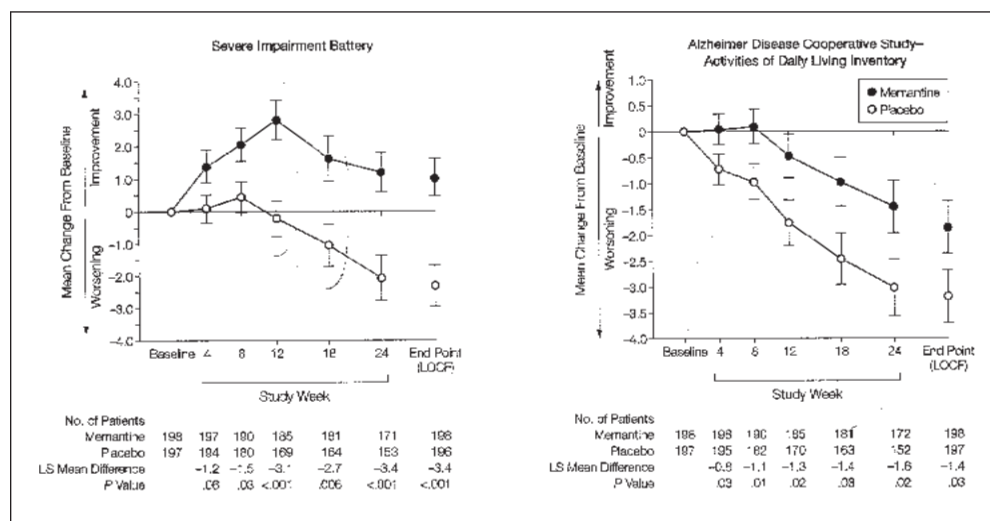 Severe Impairment Battery
Mean Change From Baseline
Worsening
Improvement
4.0
3.0
2.0
1.0
0
-1.0
-2.0
-3.0
-4.0
Baseline 4 8 12 18 24 End Point
(LOCF)
Study Week
No. of Patients
Memantine 198 197 190 185 181 171 198
Placebo 197 194 180 169 164 153 196
LS Mean Difference -1.2 -1.5 -3.1 -2.7 -3.4 -3.4
P Value .06 .03 <.001 .006 <.001 <.001
Alzheimer Disease Cooperative Study–
Activities of Daily Living Inventory
Mean Change From Baseline
Worsening
Improvement
1.0
0.5
0
-0.5
-1.0
-1.5
-2.0
-2.5
-3.0
-3.5
-4.0
Memantine
Placebo
Baseline 4 8 12 18 24 End Point
(LOCF)
Study Week
No. of Patients
Memantine 198 198 190 185 181 172 198
Placebo 197 195 182 170 163 152 197
LS Mean Difference -0.8 -1.1 -1.3 -1.4 -1.6 -1.4
P Value .03 .01 .02 .03 .02 .03